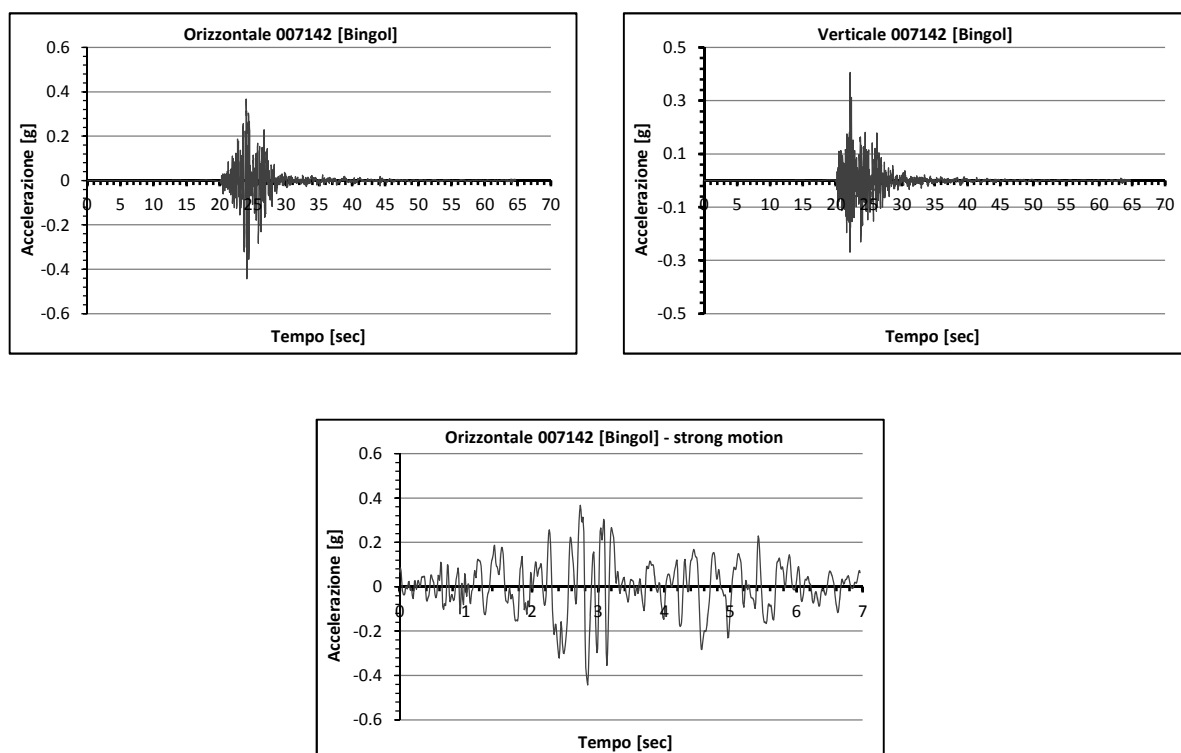 Orizzontale 007142 [Bingol]
0.6
0.4
0.2
0
-0.2
-0.4
-0.6
0 5 10 15 20 25 30 35 40 45 50 55 60 65 70
Accelerazione [g]
Tempo [sec]
Verticale 007142 [Bingol]
0.5
0.3
0.1
-0.1
-0.3
-0.5
0 5 10 15 20 25 30 35 40 45 50 55 60 65 70
Accelerazione [g]
Tempo [sec]
Orizzontale 007142 [Bingol] - strong motion
0.6
0.4
0.2
0
-0.2
-0.4
-0.6
0 1 2 3 4 5 6 7
Accelerazione [g]
Tempo [sec]